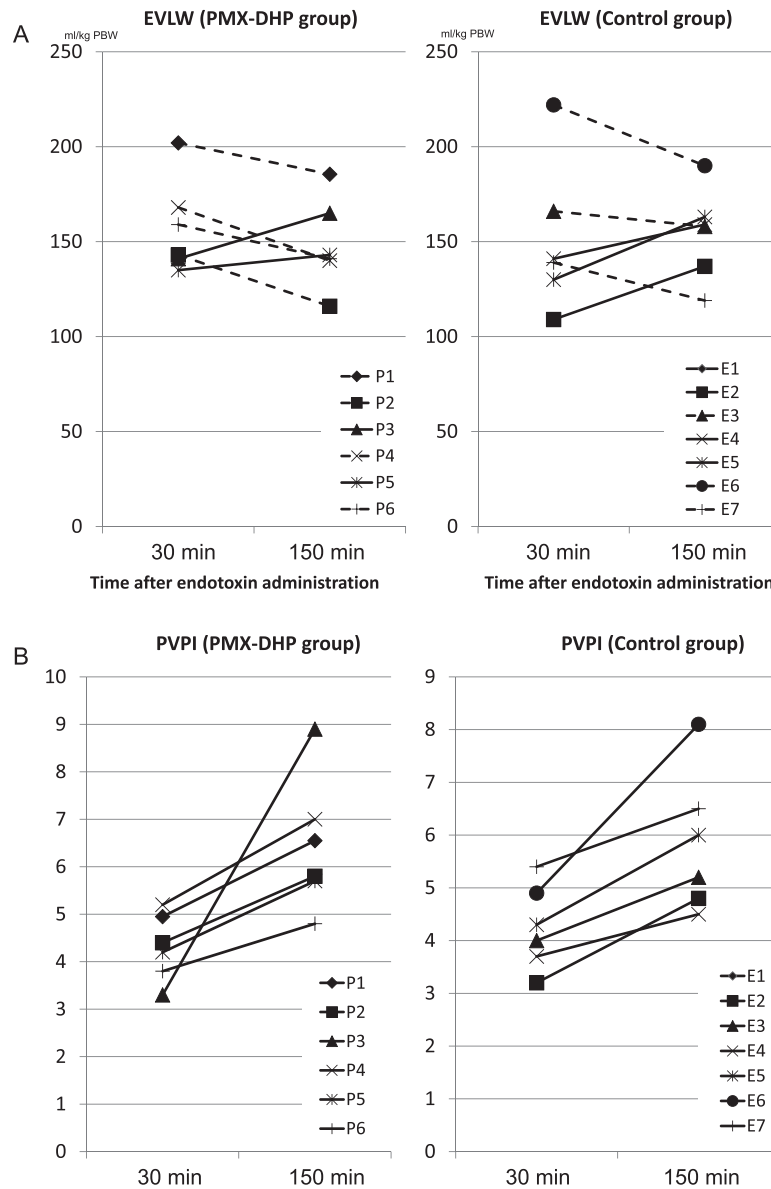 A
EVLW (PMX-DHP group)
ml/kg PBW
250
200
150
100
50
0
P1
P2
P3
P4
P5
P6
30 min 150 min
Time after endotoxin administration
EVLW (Control group)
ml/kg PBW
250
200
150
100
50
0
E1
E2
E3
E4
E5
E6
E7
30 min 150 min
Time after endotoxin administration
B
PVPI (PMX-DHP group)
10
9
8
7
6
5
4
3
2
1
0
P1
P2
P3
P4
P5
P6
30 min 150 min
PVPI (Control group)
9
8
7
6
5
4
3
2
1
0
E1
E2
E3
E4
E5
E6
E7
30 min 150 min